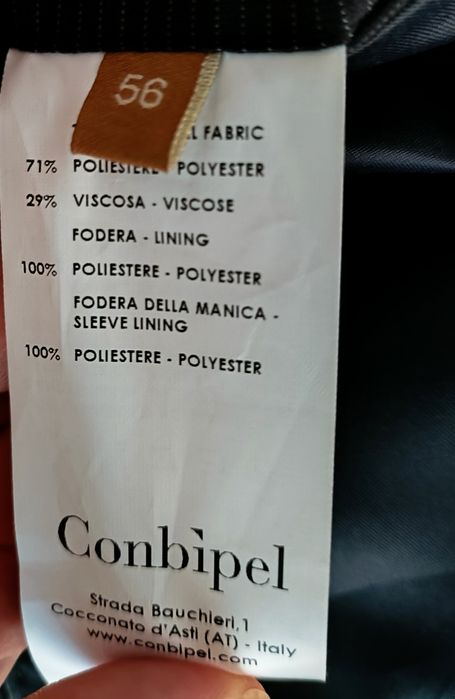 56
FABRIC
71% POLIESTERE - POLYESTER
29% VISCOSA - VISCOSE
FODERA - LINING
100% POLIESTERE - POLYESTER
FODERA DELLA MANICA -
SLEEVE LINING
100% POLIESTERE - POLYESTER
Conbipel
Strada Bauchieri,1
Cocconato d'Asti (AT) - Italy
www.conbipel.com